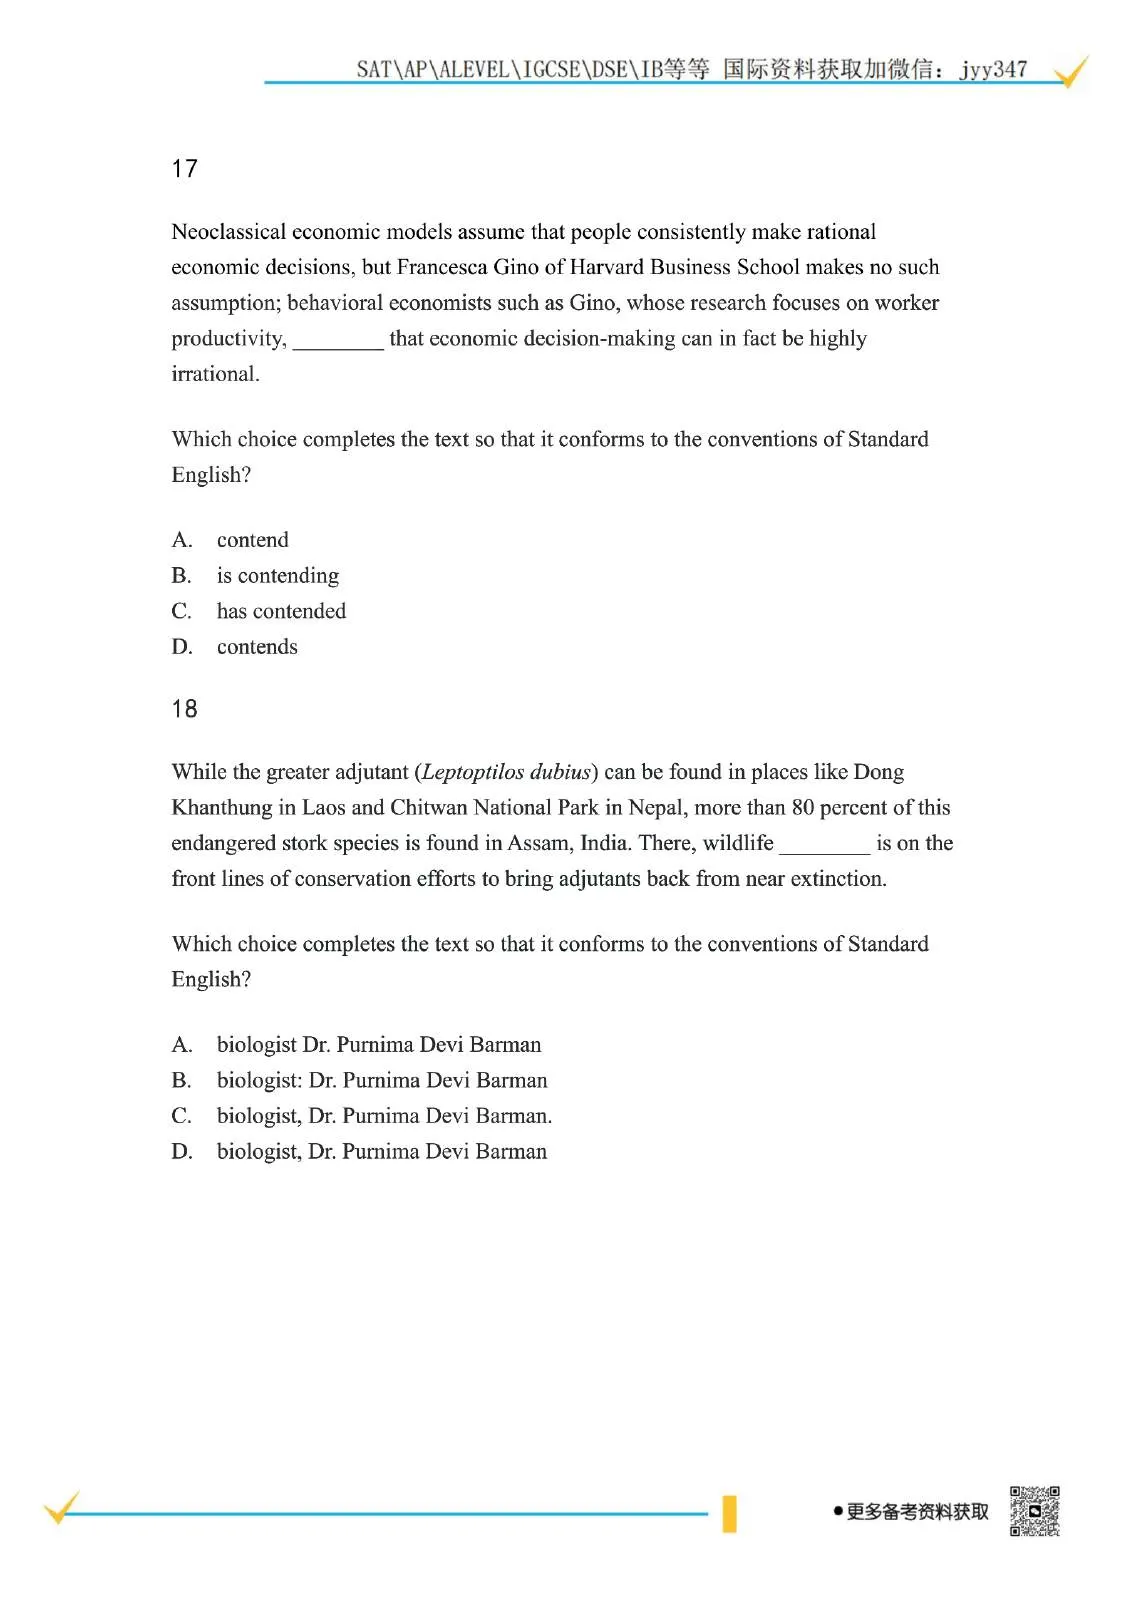 SAT\AP\ALEVEL\IGCSE\DSE\IB等等 国际资料获取加微信：jyy347
17
Neoclassical economic models assume that people consistently make rational
economic decisions, but Francesca Gino of Harvard Business School makes no such
assumption; behavioral economists such as Gino, whose research focuses on worker
productivity, ________ that economic decision-making can in fact be highly
irrational.
Which choice completes the text so that it conforms to the conventions of Standard
English?
A. contend
B. is contending
C. has contended
D. contends
18
While the greater adjutant (Leptoptilos dubius) can be found in places like Dong
Khanthung in Laos and Chitwan National Park in Nepal, more than 80 percent of this
endangered stork species is found in Assam, India. There, wildlife ________ is on the
front lines of conservation efforts to bring adjutants back from near extinction.
Which choice completes the text so that it conforms to the conventions of Standard
English?
A. biologist Dr. Purnima Devi Barman
B. biologist: Dr. Purnima Devi Barman
C. biologist, Dr. Purnima Devi Barman.
D. biologist, Dr. Purnima Devi Barman
●更多备考资料获取